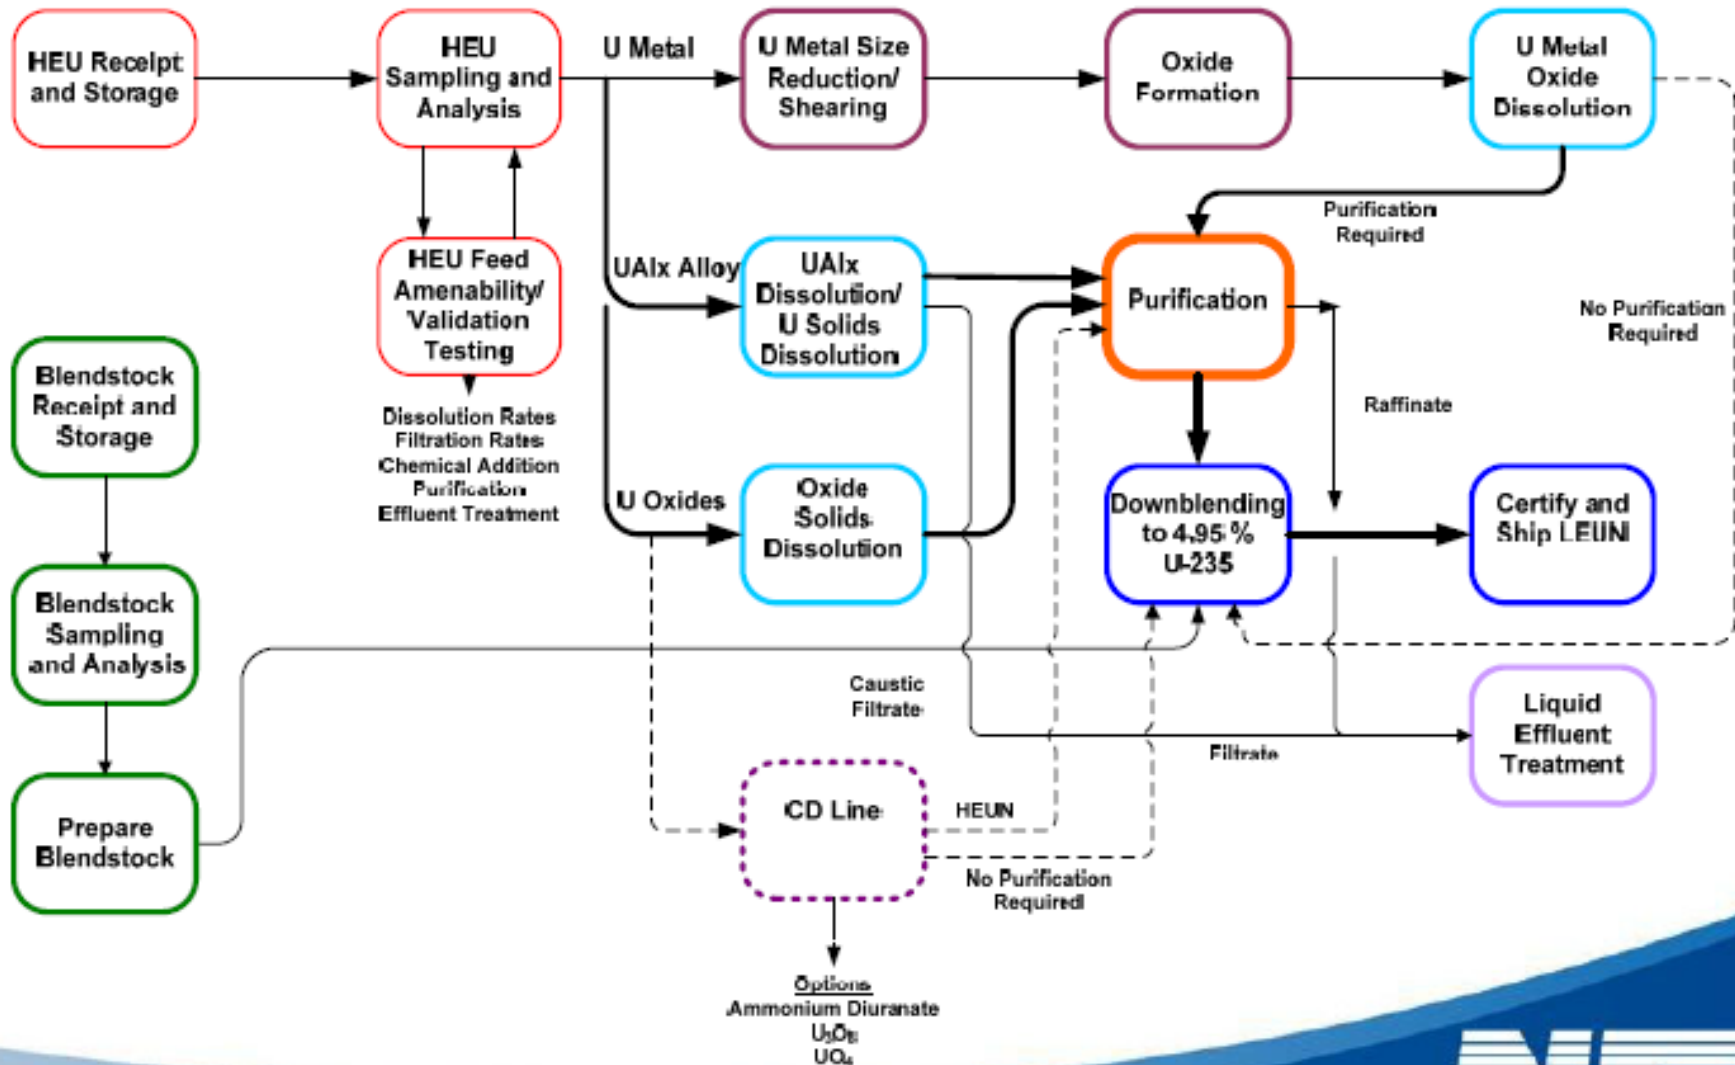 HEU Receipt
and Storage
HEU
Sampling and
Analysis
U Metal
U Metal Size
Reduction/
Shearing
Oxide
Formation
U Metal
Oxide
Dissolution
Purification
Required
No Purification
Required
HEU Feed
Amenability/
Validation
Testing
UAlx Alloy
UAlx
Dissolution/
U Solids
Dissolution
Purification
Raffinate
Dissolution Rates
Filtration Rates
Chemical Addition
Purification
Effluent Treatment
Blendstock
Receipt and
Storage
U Oxides
Oxide
Solids
Dissolution
Downblending
to 4.95 %
U-235
Certify and
Ship LEUN
Blendstock
Sampling
and Analysis
Caustic
Filtrate
Filtrate
Liquid
Effluent
Treatment
Prepare
Blendstock
CD Line
HEUN
No Purification
Required
Options
Ammonium Diuranate
U₃O₈
UO₄